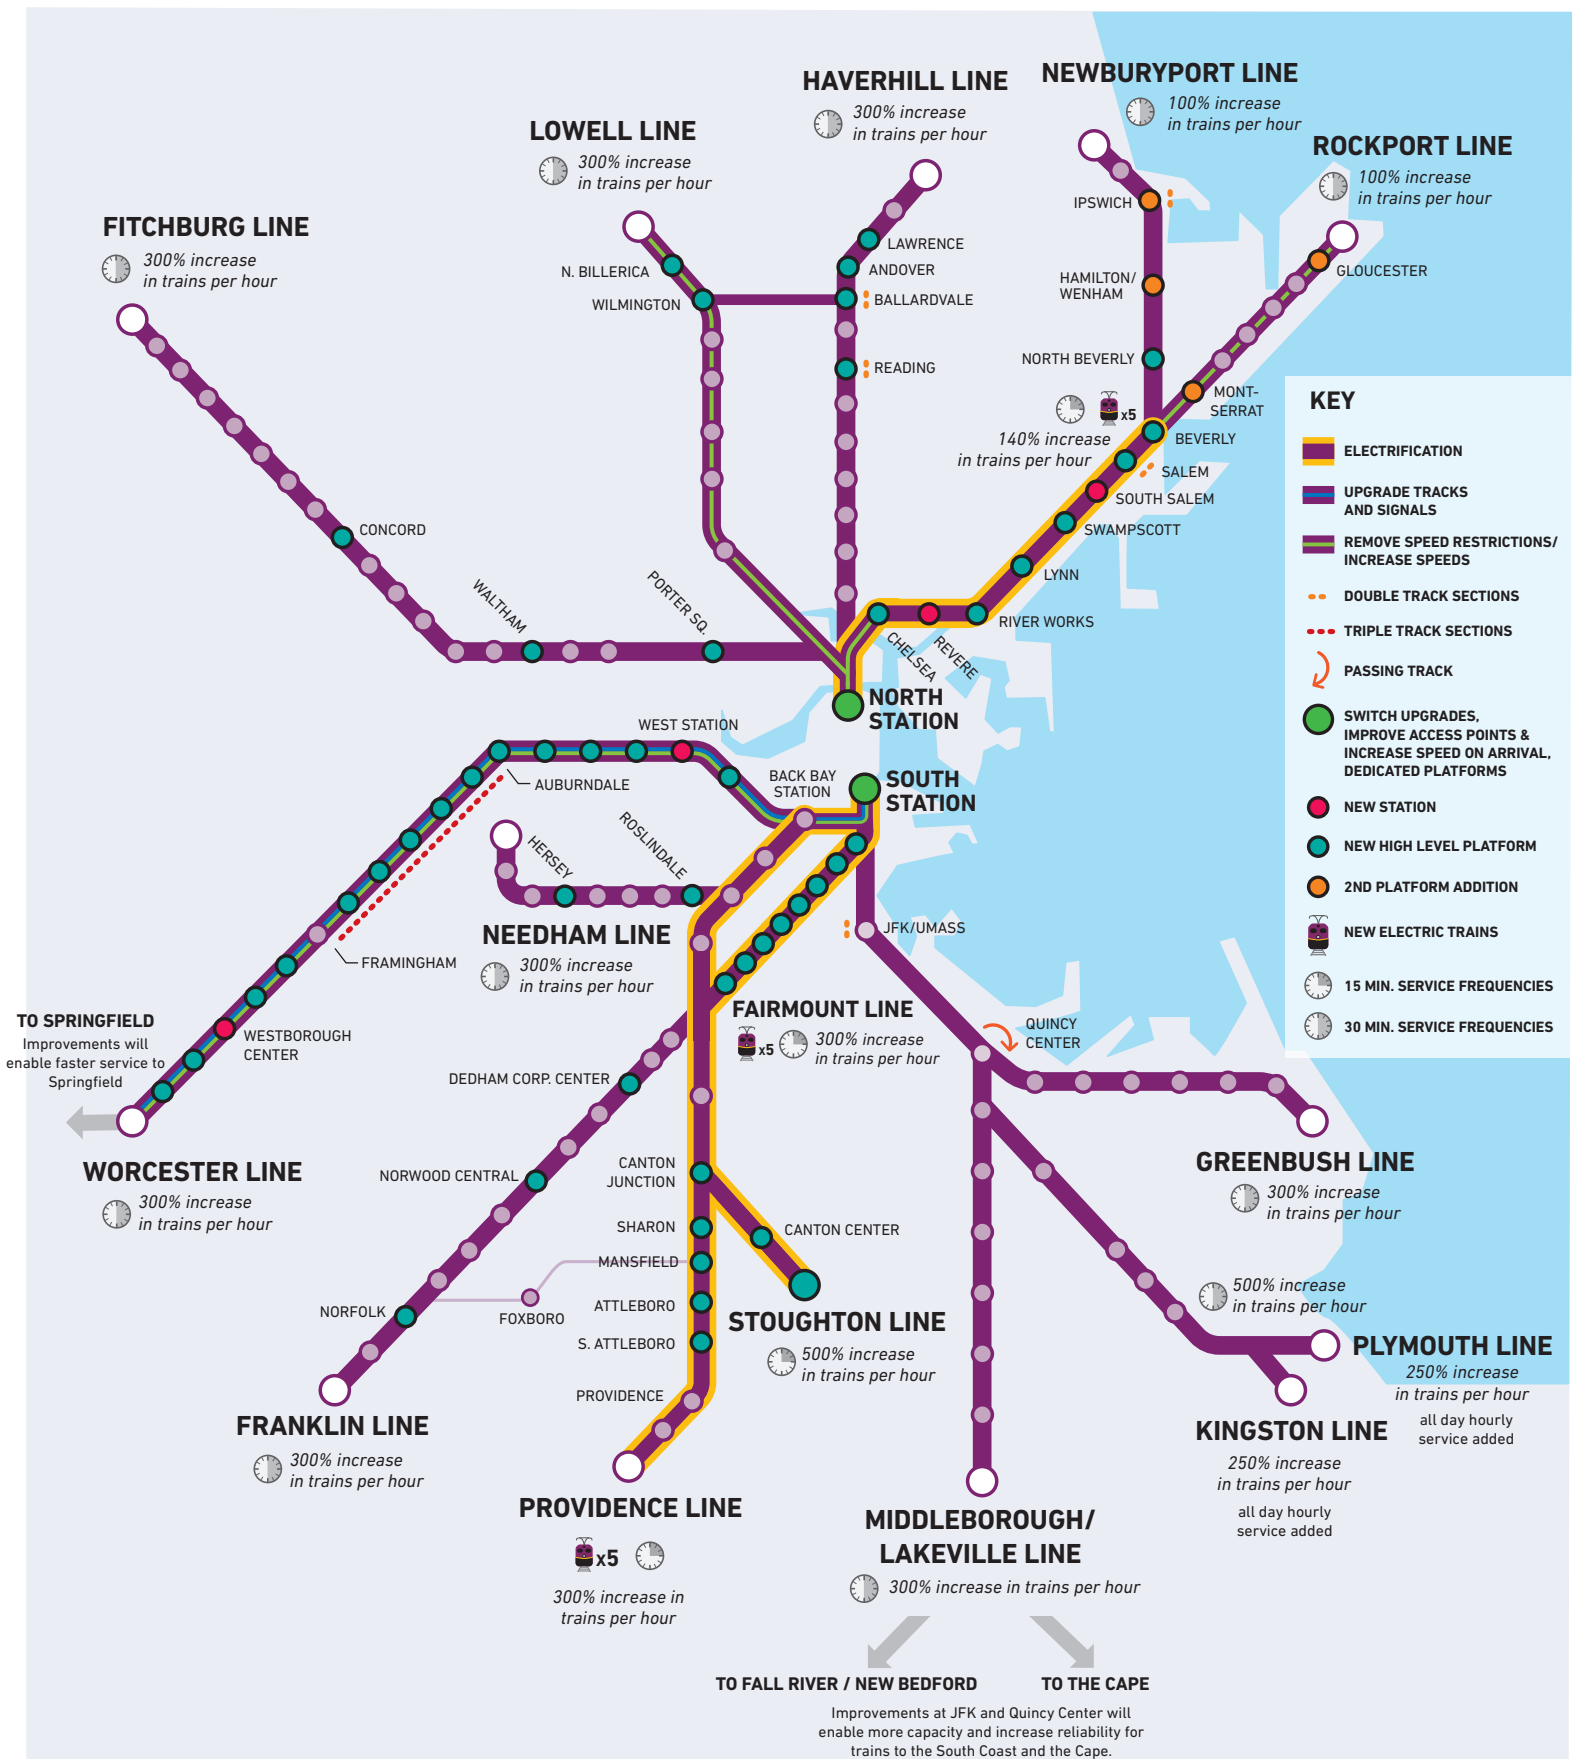 HAVERHILL LINE
300% increase
in trains per hour
NEWBURYPORT LINE
100% increase
in trains per hour
LOWELL LINE
300% increase
in trains per hour
ROCKPORT LINE
100% increase
in trains per hour
FITCHBURG LINE
300% increase
in trains per hour
IPSWICH
LAWRENCE
ANDOVER
BALLARDVALE
READING
N. BILLERICA
WILMINGTON
GLOUCESTER
HAMILTON/
WENHAM
NORTH BEVERLY
MONT-
SERRAT
x5
140% increase
in trains per hour
BEVERLY
SALEM
SOUTH SALEM
SWAMPSCOTT
LYNN
RIVER WORKS
REVERE
CHELSEA
CONCORD
WALTHAM
PORTER SQ.
NORTH
STATION
KEY
ELECTRIFICATION
UPGRADE TRACKS
AND SIGNALS
REMOVE SPEED RESTRICTIONS/
INCREASE SPEEDS
DOUBLE TRACK SECTIONS
TRIPLE TRACK SECTIONS
PASSING TRACK
SWITCH UPGRADES,
IMPROVE ACCESS POINTS &
INCREASE SPEED ON ARRIVAL,
DEDICATED PLATFORMS
NEW STATION
NEW HIGH LEVEL PLATFORM
2ND PLATFORM ADDITION
NEW ELECTRIC TRAINS
15 MIN. SERVICE FREQUENCIES
30 MIN. SERVICE FREQUENCIES
WEST STATION
AUBURNDALE
BACK BAY
STATION
SOUTH
STATION
HERSEY
ROSLINDALE
NEEDHAM LINE
300% increase
in trains per hour
FRAMINGHAM
JFK/UMASS
FAIRMOUNT LINE
x5
300% increase
in trains per hour
QUINCY
CENTER
TO SPRINGFIELD
Improvements will
enable faster service to
Springfield
WESTBOROUGH
CENTER
WORCESTER LINE
300% increase
in trains per hour
DEDHAM CORP. CENTER
NORWOOD CENTRAL
NORFOLK
FOXBORO
FRANKLIN LINE
300% increase
in trains per hour
CANTON
JUNCTION
SHARON
MANSFIELD
ATTLEBORO
S. ATTLEBORO
PROVIDENCE
CANTON CENTER
STOUGHTON LINE
500% increase
in trains per hour
PROVIDENCE LINE
x5
300% increase in
trains per hour
GREENBUSH LINE
300% increase
in trains per hour
500% increase
in trains per hour
PLYMOUTH LINE
250% increase
in trains per hour
all day hourly
service added
KINGSTON LINE
250% increase
in trains per hour
all day hourly
service added
MIDDLEBOROUGH/
LAKEVILLE LINE
300% increase in trains per hour
TO FALL RIVER / NEW BEDFORD
TO THE CAPE
Improvements at JFK and Quincy Center will
enable more capacity and increase reliability for
trains to the South Coast and the Cape.